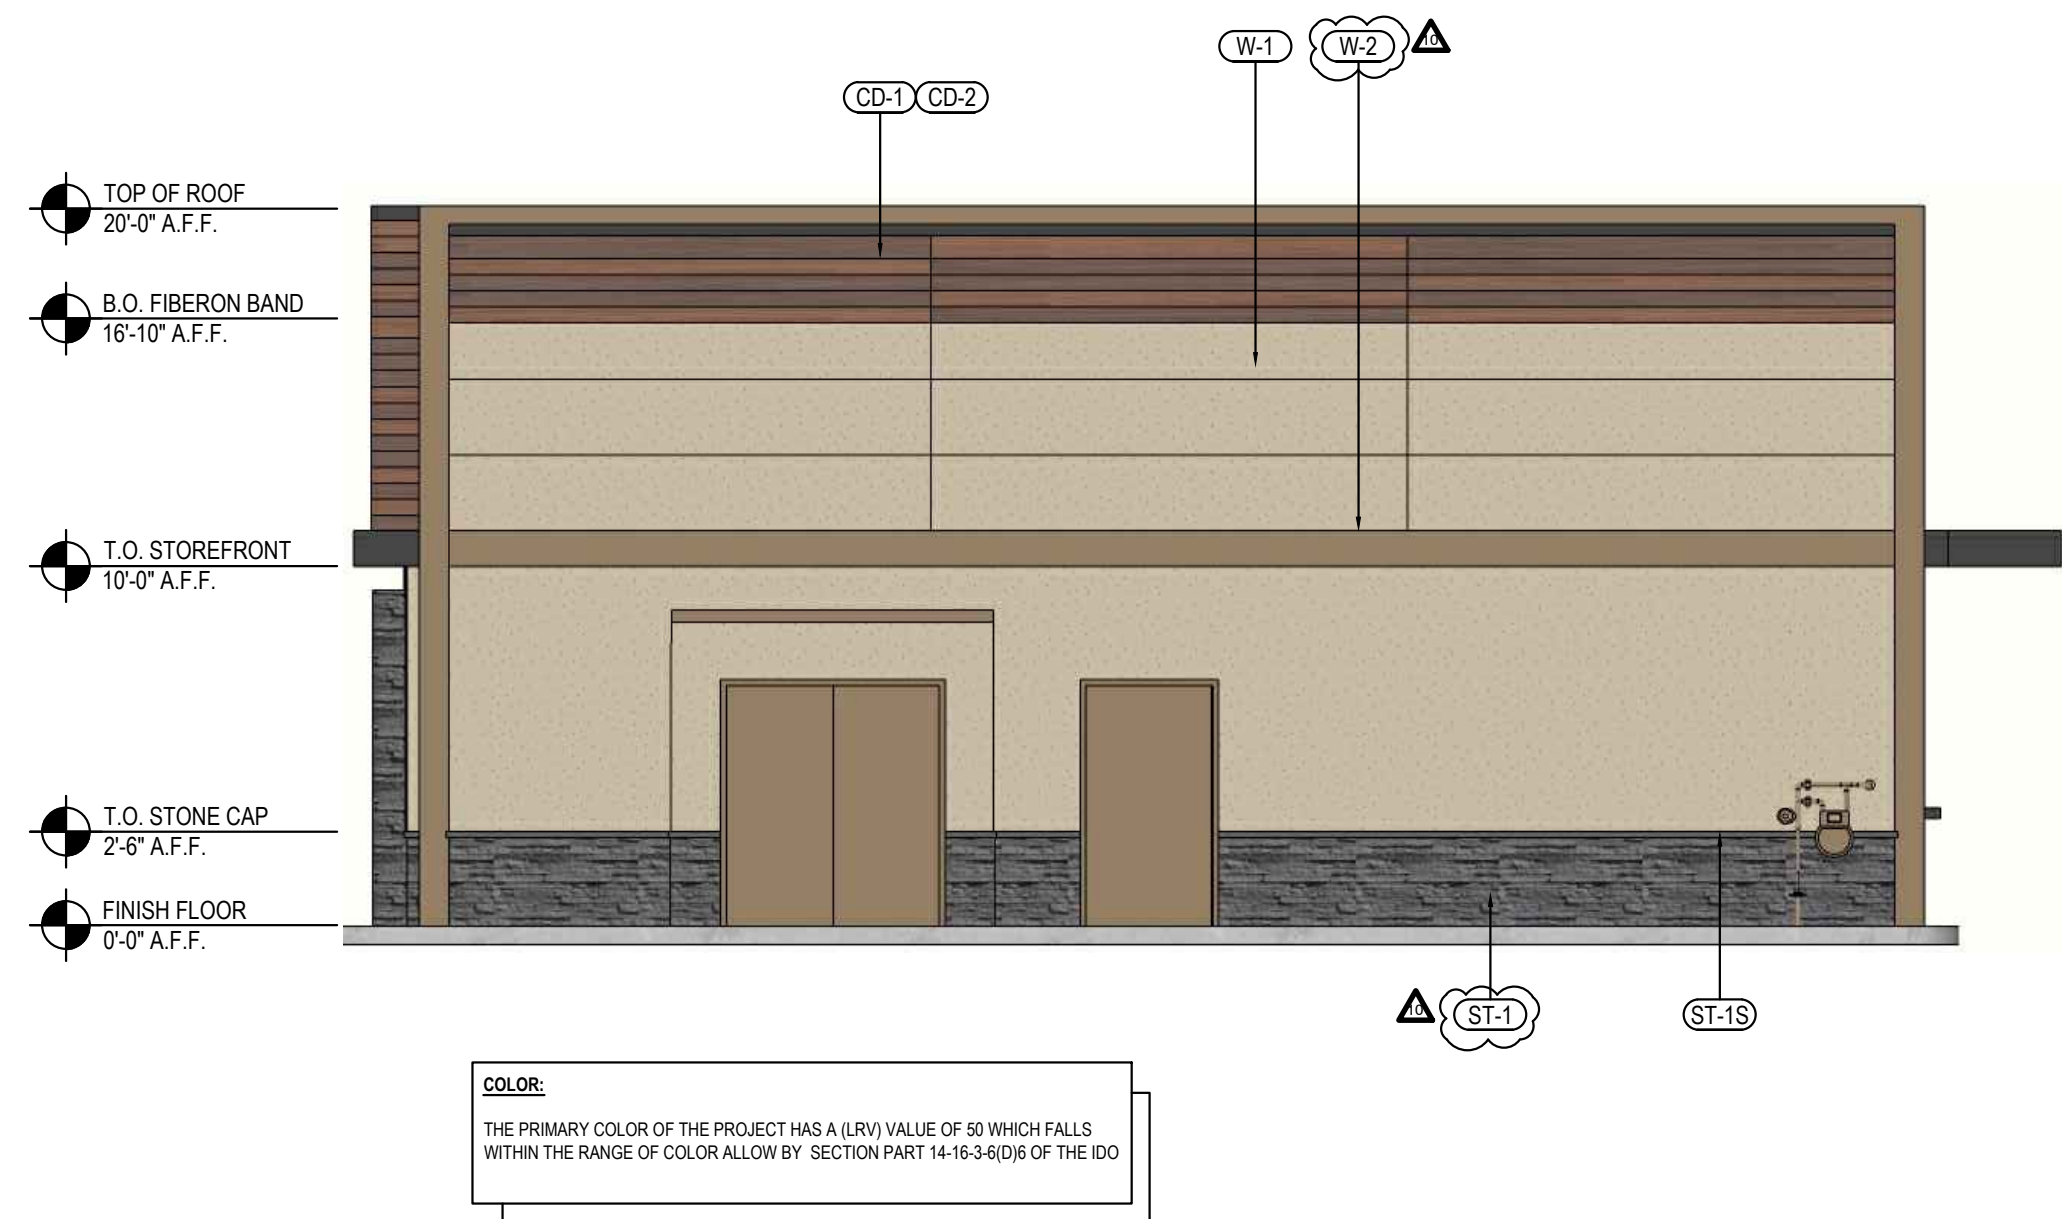 W-1
W-2
10
CD-1
CD-2
TOP OF ROOF
20'-0" A.F.F.
B.O. FIBERON BAND
16'-10" A.F.F.
T.O. STOREFRONT
10'-0" A.F.F.
T.O. STONE CAP
2'-6" A.F.F.
FINISH FLOOR
0'-0" A.F.F.
10
ST-1
ST-1S
COLOR:
THE PRIMARY COLOR OF THE PROJECT HAS A (LRV) VALUE OF 50 WHICH FALLS
WITHIN THE RANGE OF COLOR ALLOW BY SECTION PART 14-16-3-6(D)6 OF THE IDO